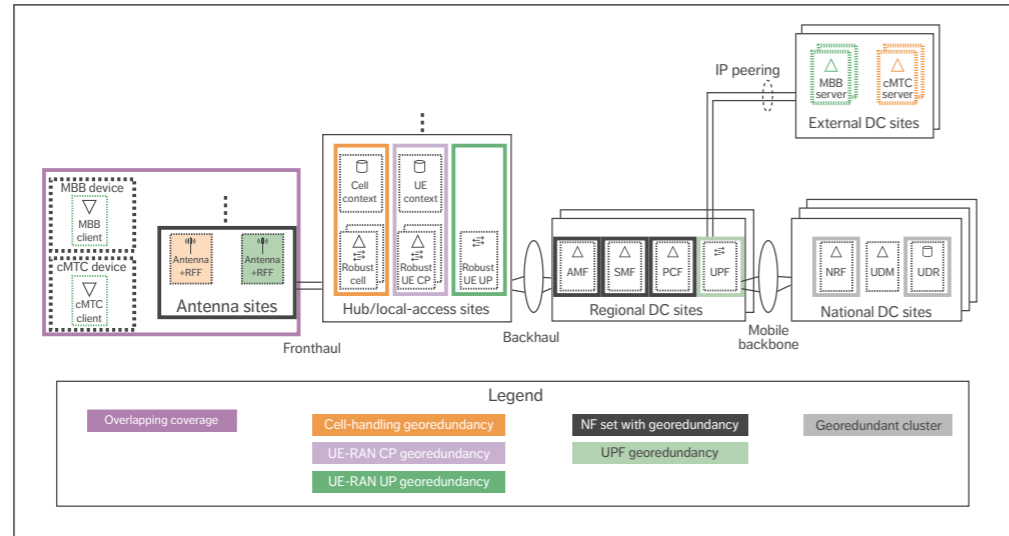 MBB device
MBB
client
cMTC device
cMTC
client
Antenna
+RFF
Antenna
+RFF
Antenna sites
Fronthaul
Cell
context
UE
context
Robust
cell
Robust
UE CP
Robust
UE UP
Hub/local-access sites
Backhaul
AMF
SMF
PCF
UPF
Regional DC sites
Mobile
backbone
IP peering
MBB
server
cMTC
server
External DC sites
NRF
UDM
UDR
National DC sites
Legend
Overlapping coverage
Cell-handling georedundancy
UE-RAN CP georedundancy
UE-RAN UP georedundancy
NF set with georedundancy
UPF georedundancy
Georedundant cluster